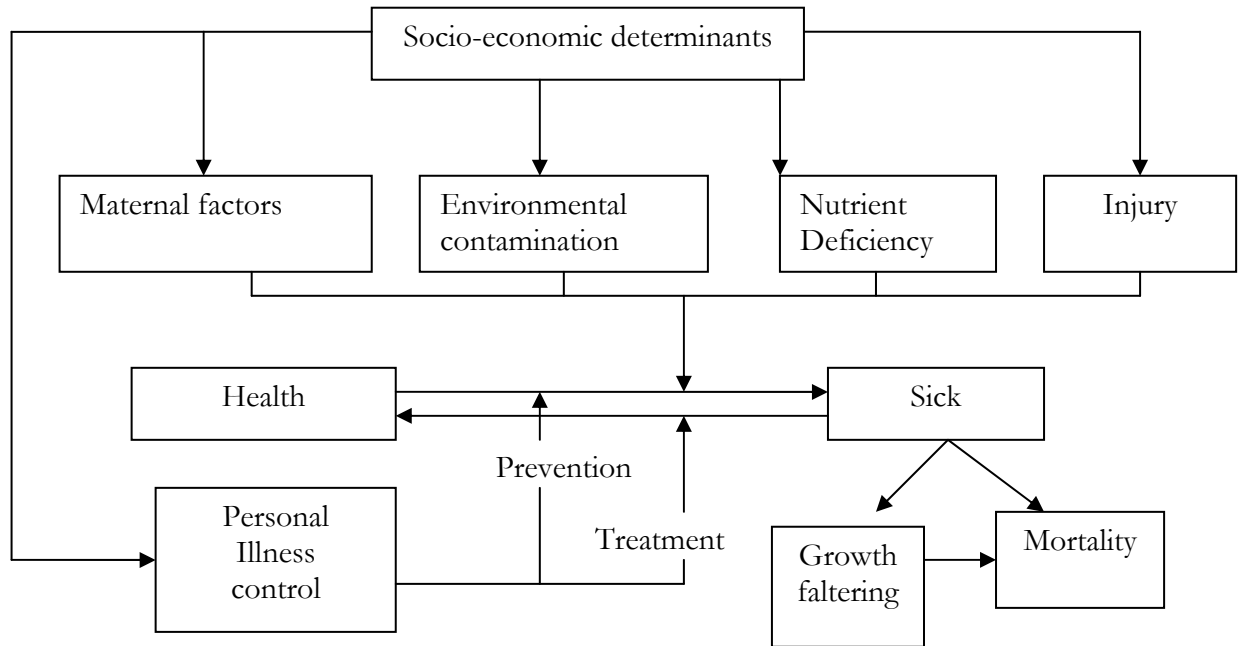 Socio-economic determinants
Maternal factors
Environmental
contamination
Nutrient
Deficiency
Injury
Health
Sick
Prevention
Personal
Illness
control
Treatment
Growth
faltering
Mortality